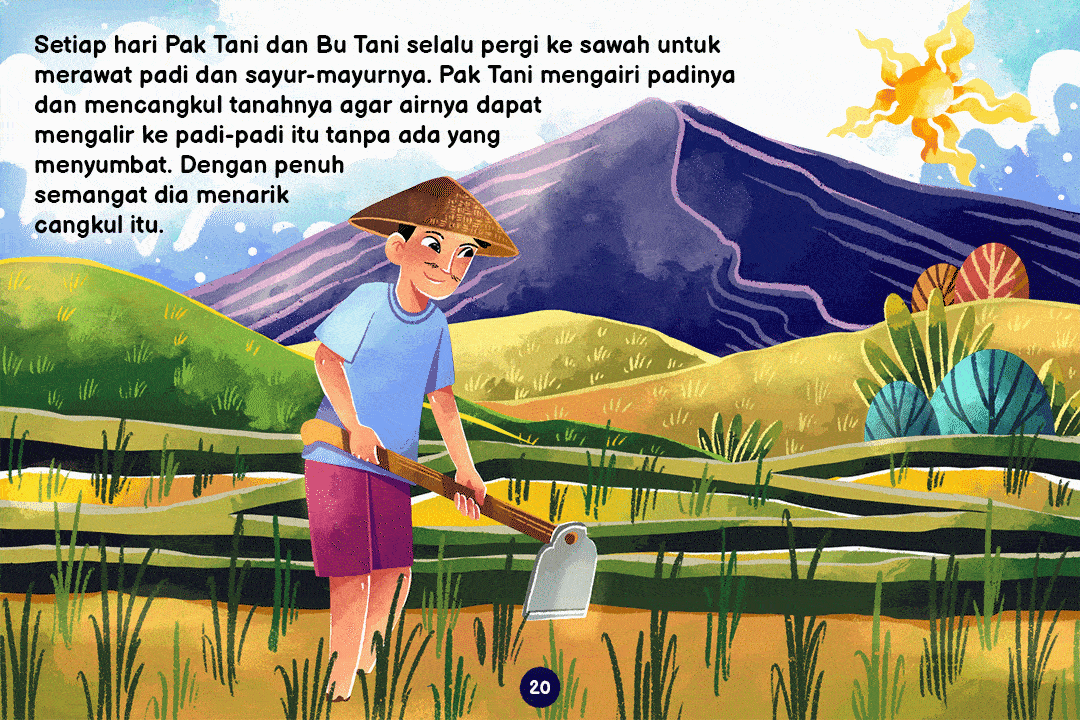 Setiap hari Pak Tani dan Bu Tani selalu pergi ke sawah untuk
merawat padi dan sayur-mayurnya. Pak Tani mengairi padinya
dan mencangkul tanahnya agar airnya dapat
mengalir ke padi-padi itu tanpa ada yang
menyumbat. Dengan penuh
semangat dia menarik
cangkul itu.
20